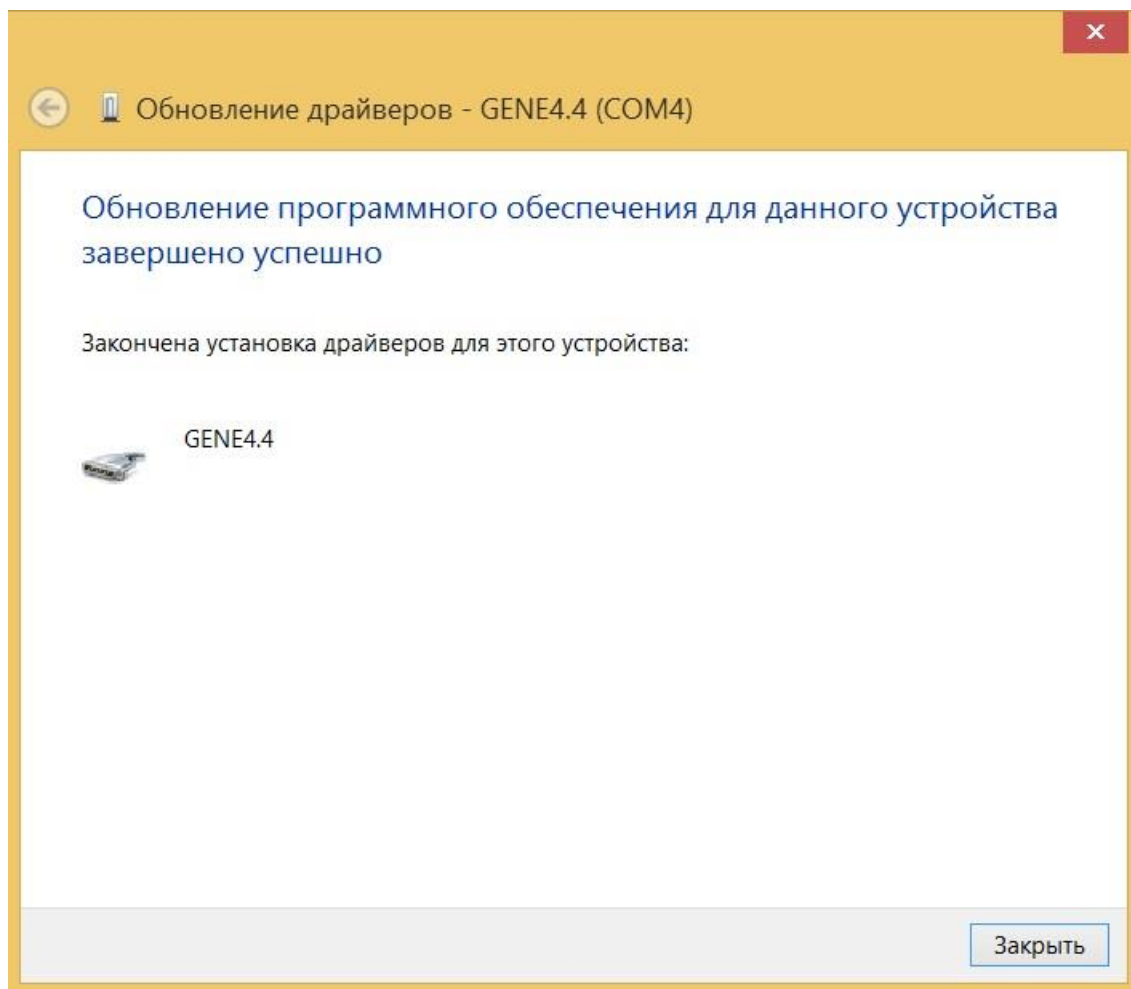 Обновление драйверов - GENE4.4 (COM4)
Обновление программного обеспечения для данного устройства
завершено успешно
Закончена установка драйверов для этого устройства:
GENE4.4
Закрыть